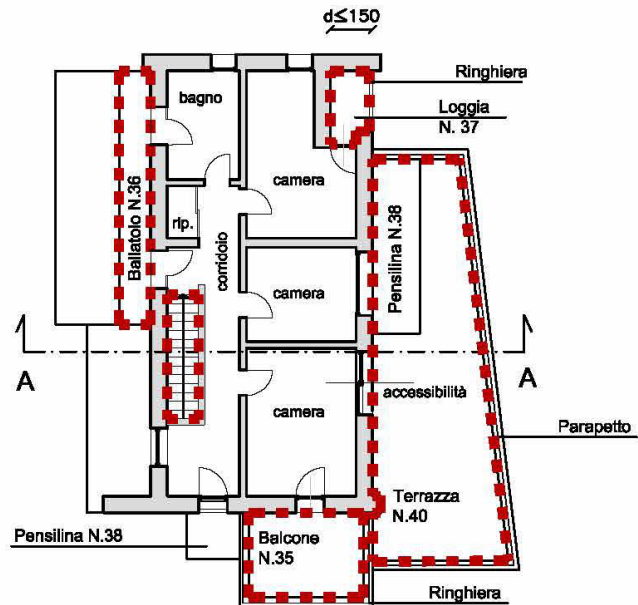 d≤150
Ringhiera
Loggia
N. 37
bagno
camera
rip.
corridoio
Ballatoio N.36
Pensilina N.38
camera
A
A
accessibilità
camera
Parapetto
Terrazza
N.40
Pensilina N.38
Balcone
N.35
Ringhiera